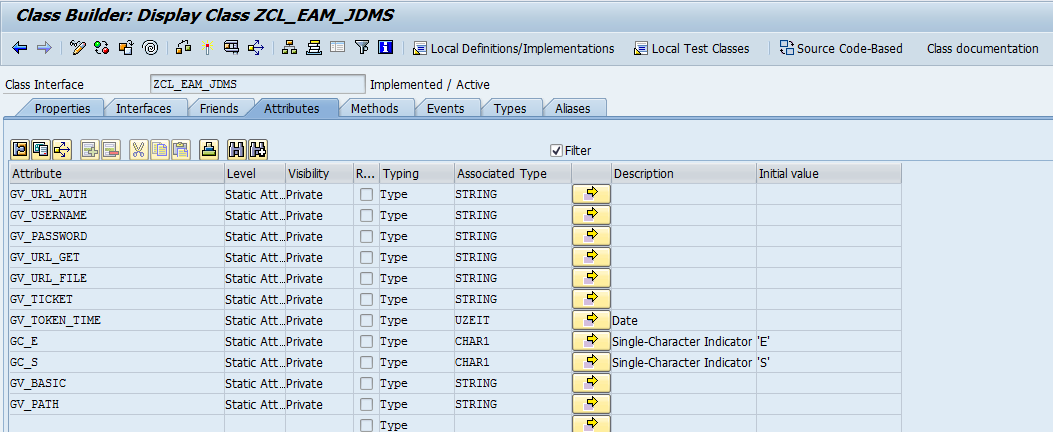 Class Builder: Display Class ZCL_EAM_JDMS
Local Definitions/Implementations Local Test Classes Source Code-Based Class documentation
Class Interface ZCL_EAM_JDMS Implemented / Active
Properties Interfaces Friends Attributes Methods Events Types Aliases
Filter
Attribute Level Visibility R... Typing Associated Type Description Initial value
GV_URL_AUTH Static Att... Private Type STRING
GV_USERNAME Static Att... Private Type STRING
GV_PASSWORD Static Att... Private Type STRING
GV_URL_GET Static Att... Private Type STRING
GV_URL_FILE Static Att... Private Type STRING
GV_TICKET Static Att... Private Type STRING
GV_TOKEN_TIME Static Att... Private Type UZEIT Date
GC_E Static Att... Private Type CHAR1 Single-Character Indicator 'E'
GC_S Static Att... Private Type CHAR1 Single-Character Indicator 'S'
GV_BASIC Static Att... Private Type STRING
GV_PATH Static Att... Private Type STRING
Type